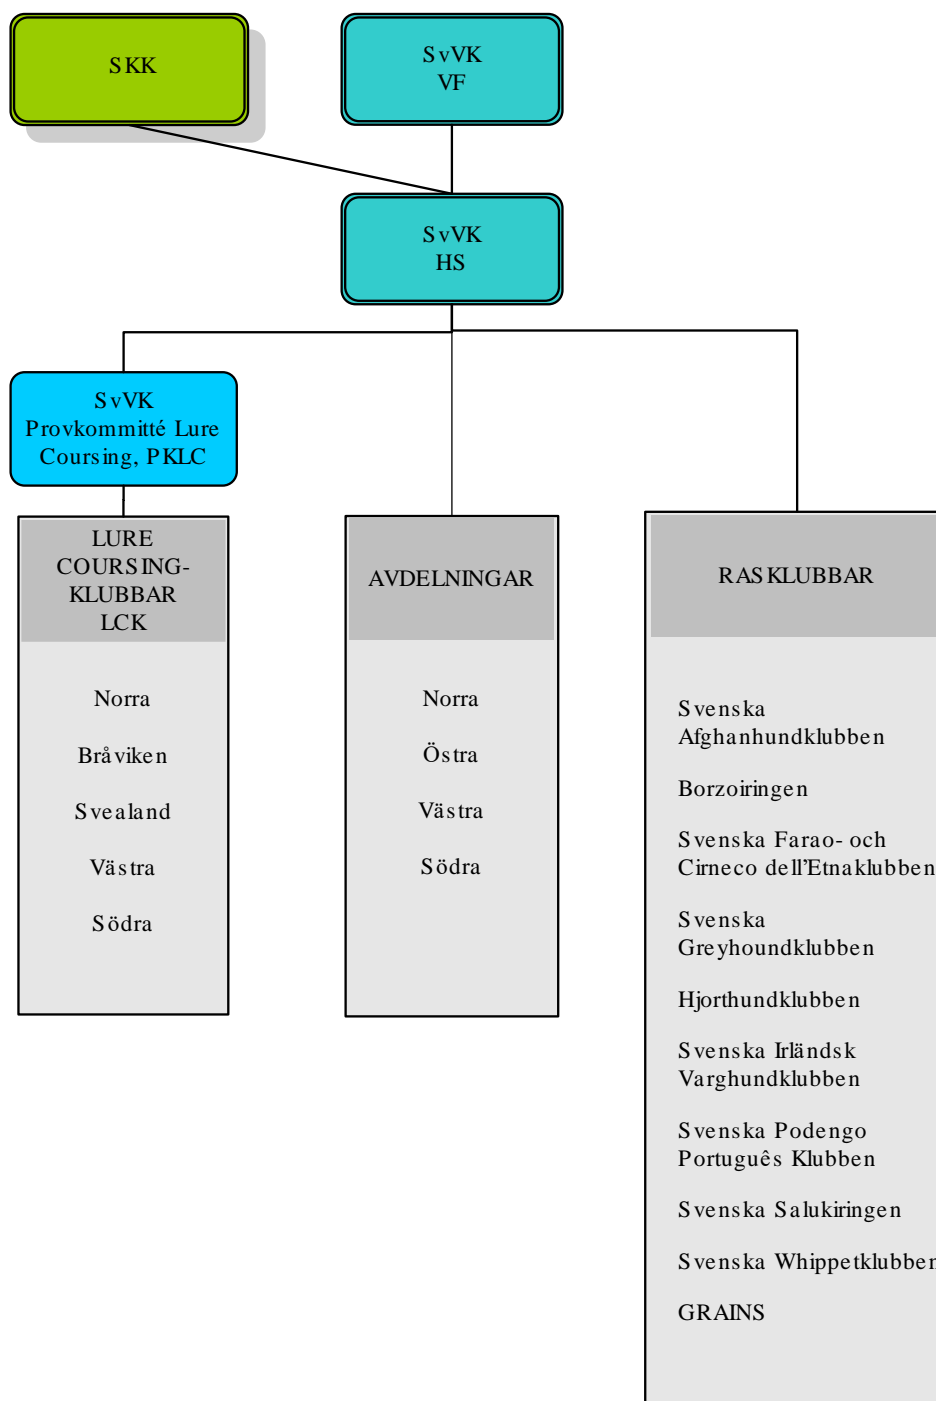 SKK
SvVK
VF
SvVK
HS
SvVK
Provkommitté Lure
Coursing, PKLC
LURE
COURSING-
KLUBBAR
LCK
Norra
Bråviken
Svealand
Västra
Södra
AVDELNINGAR
Norra
Östra
Västra
Södra
RASKLUBBAR
Svenska
Afghanhundklubben
Borzoiringen
Svenska Farao- och
Cirneco dell'Etnaklubben
Svenska
Greyhoundklubben
Hjorthundklubben
Svenska Irländsk
Varghundklubben
Svenska Podengo
Português Klubben
Svenska Salukiringen
Svenska Whippetklubben
GRAINS